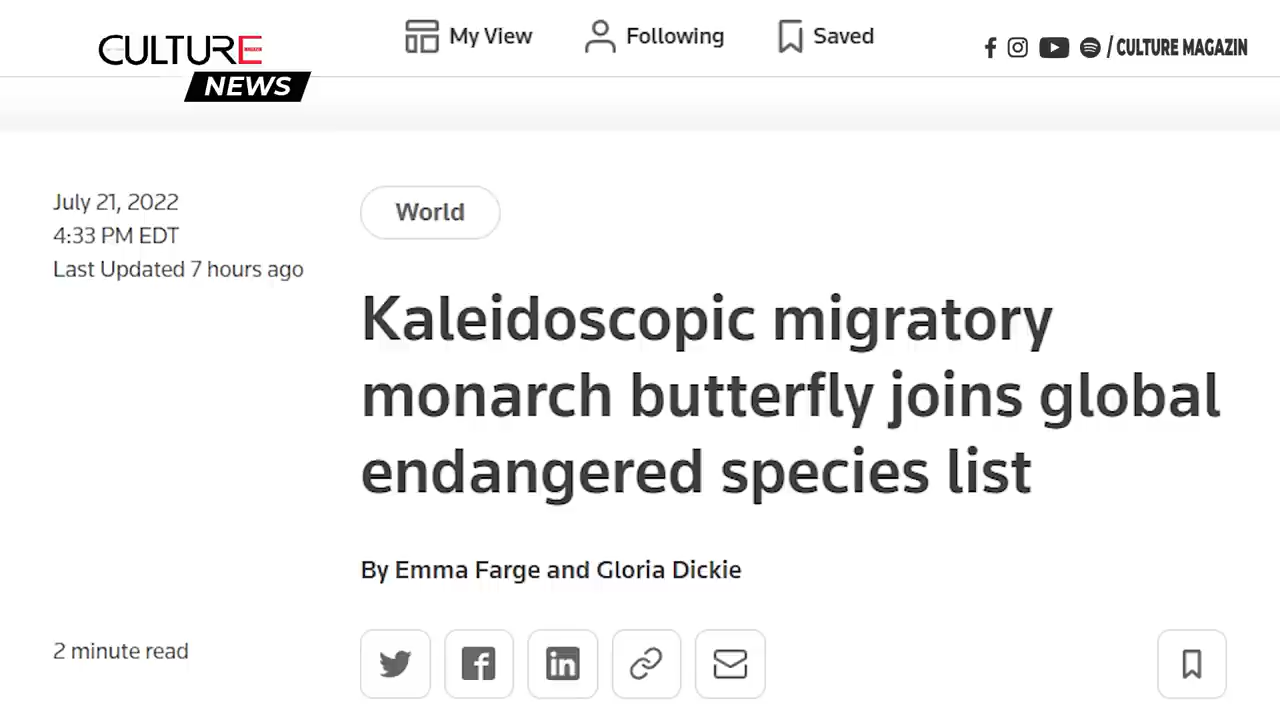 CULTURE
NEWS
My View
Following
Saved
/ CULTURE MAGAZIN
July 21, 2022
4:33 PM EDT
Last Updated 7 hours ago
World
Kaleidoscopic migratory
monarch butterfly joins global
endangered species list
By Emma Farge and Gloria Dickie
2 minute read